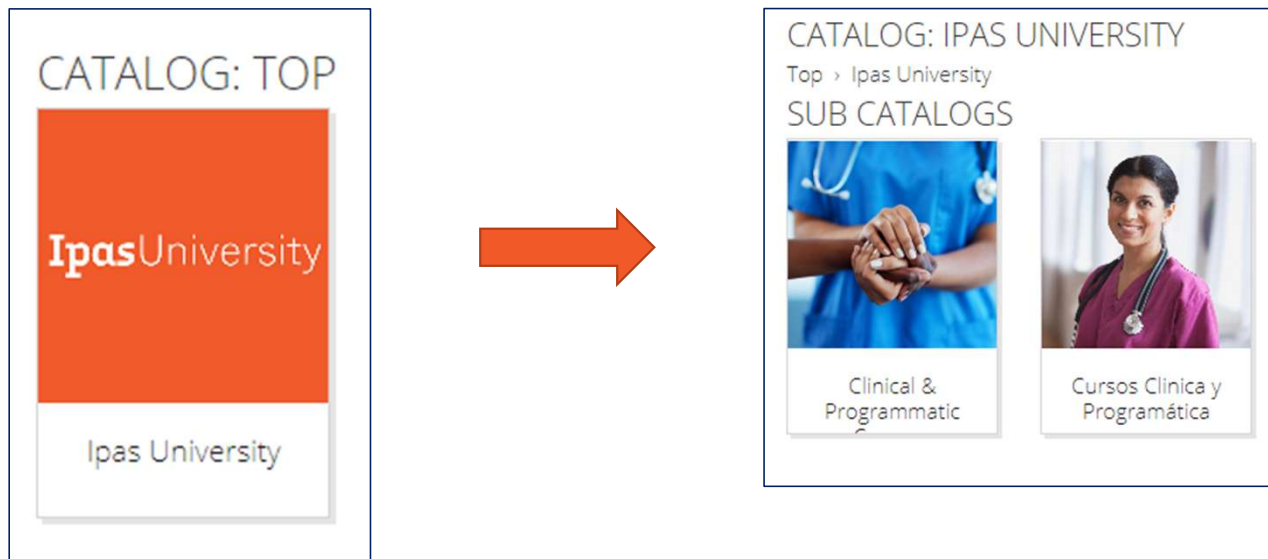 CATALOG: TOP
IpasUniversity
Ipas University
CATALOG: IPAS UNIVERSITY
Top › Ipas University
SUB CATALOGS
Clinical &
Programmatic
Cursos Clinica y
Programática